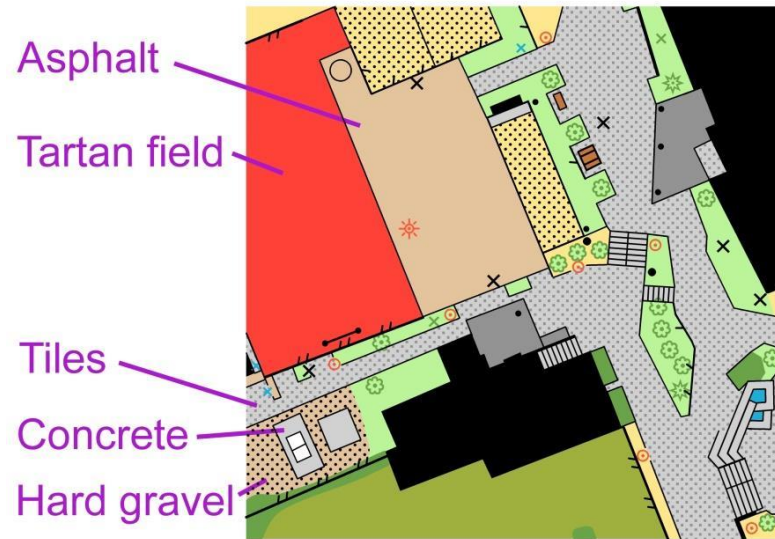 Asphalt
Tartan field
Tiles
Concrete
Hard gravel